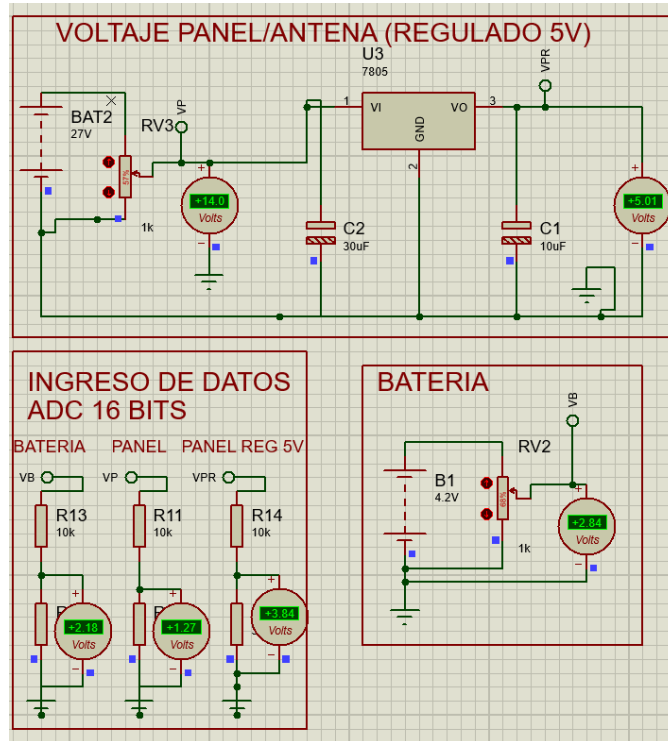 VOLTAJE PANEL/ANTENA (REGULADO 5V)
U3
7805
VPR
BAT2
27V
RV3
VP
1
VI
VO
3
GND
2
57%
+14.0
Volts
1k
C2
30uF
C1
10uF
+5.01
Volts
INGRESO DE DATOS
ADC 16 BITS
BATERIA
PANEL
PANEL REG 5V
VB
VP
VPR
R13
10k
R11
10k
R14
10k
+2.18
Volts
+1.27
Volts
+3.84
Volts
BATERIA
VB
RV2
B1
4.2V
68%
1k
+2.84
Volts